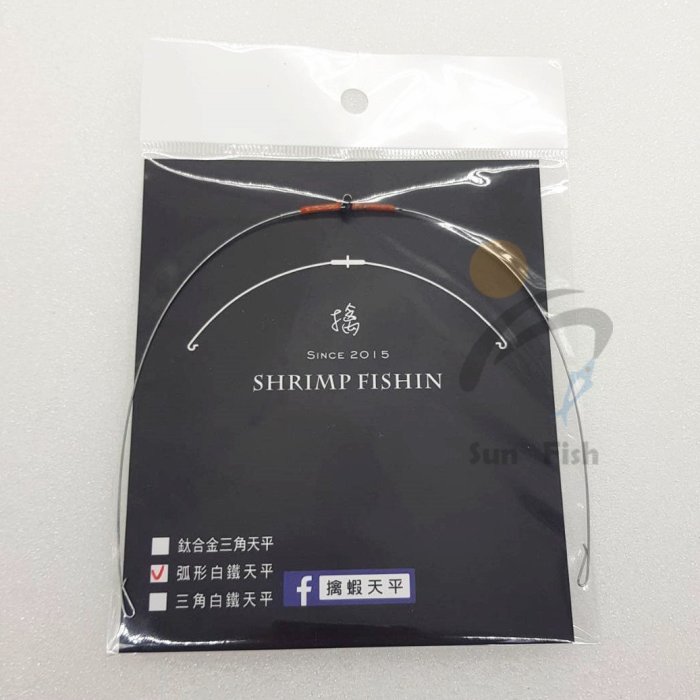 擒
SINCE 2015
SHRIMP FISHIN
Sun Fish
鈦合金三角天平
弧形白鐵天平
三角白鐵天平
f 擒蝦天平